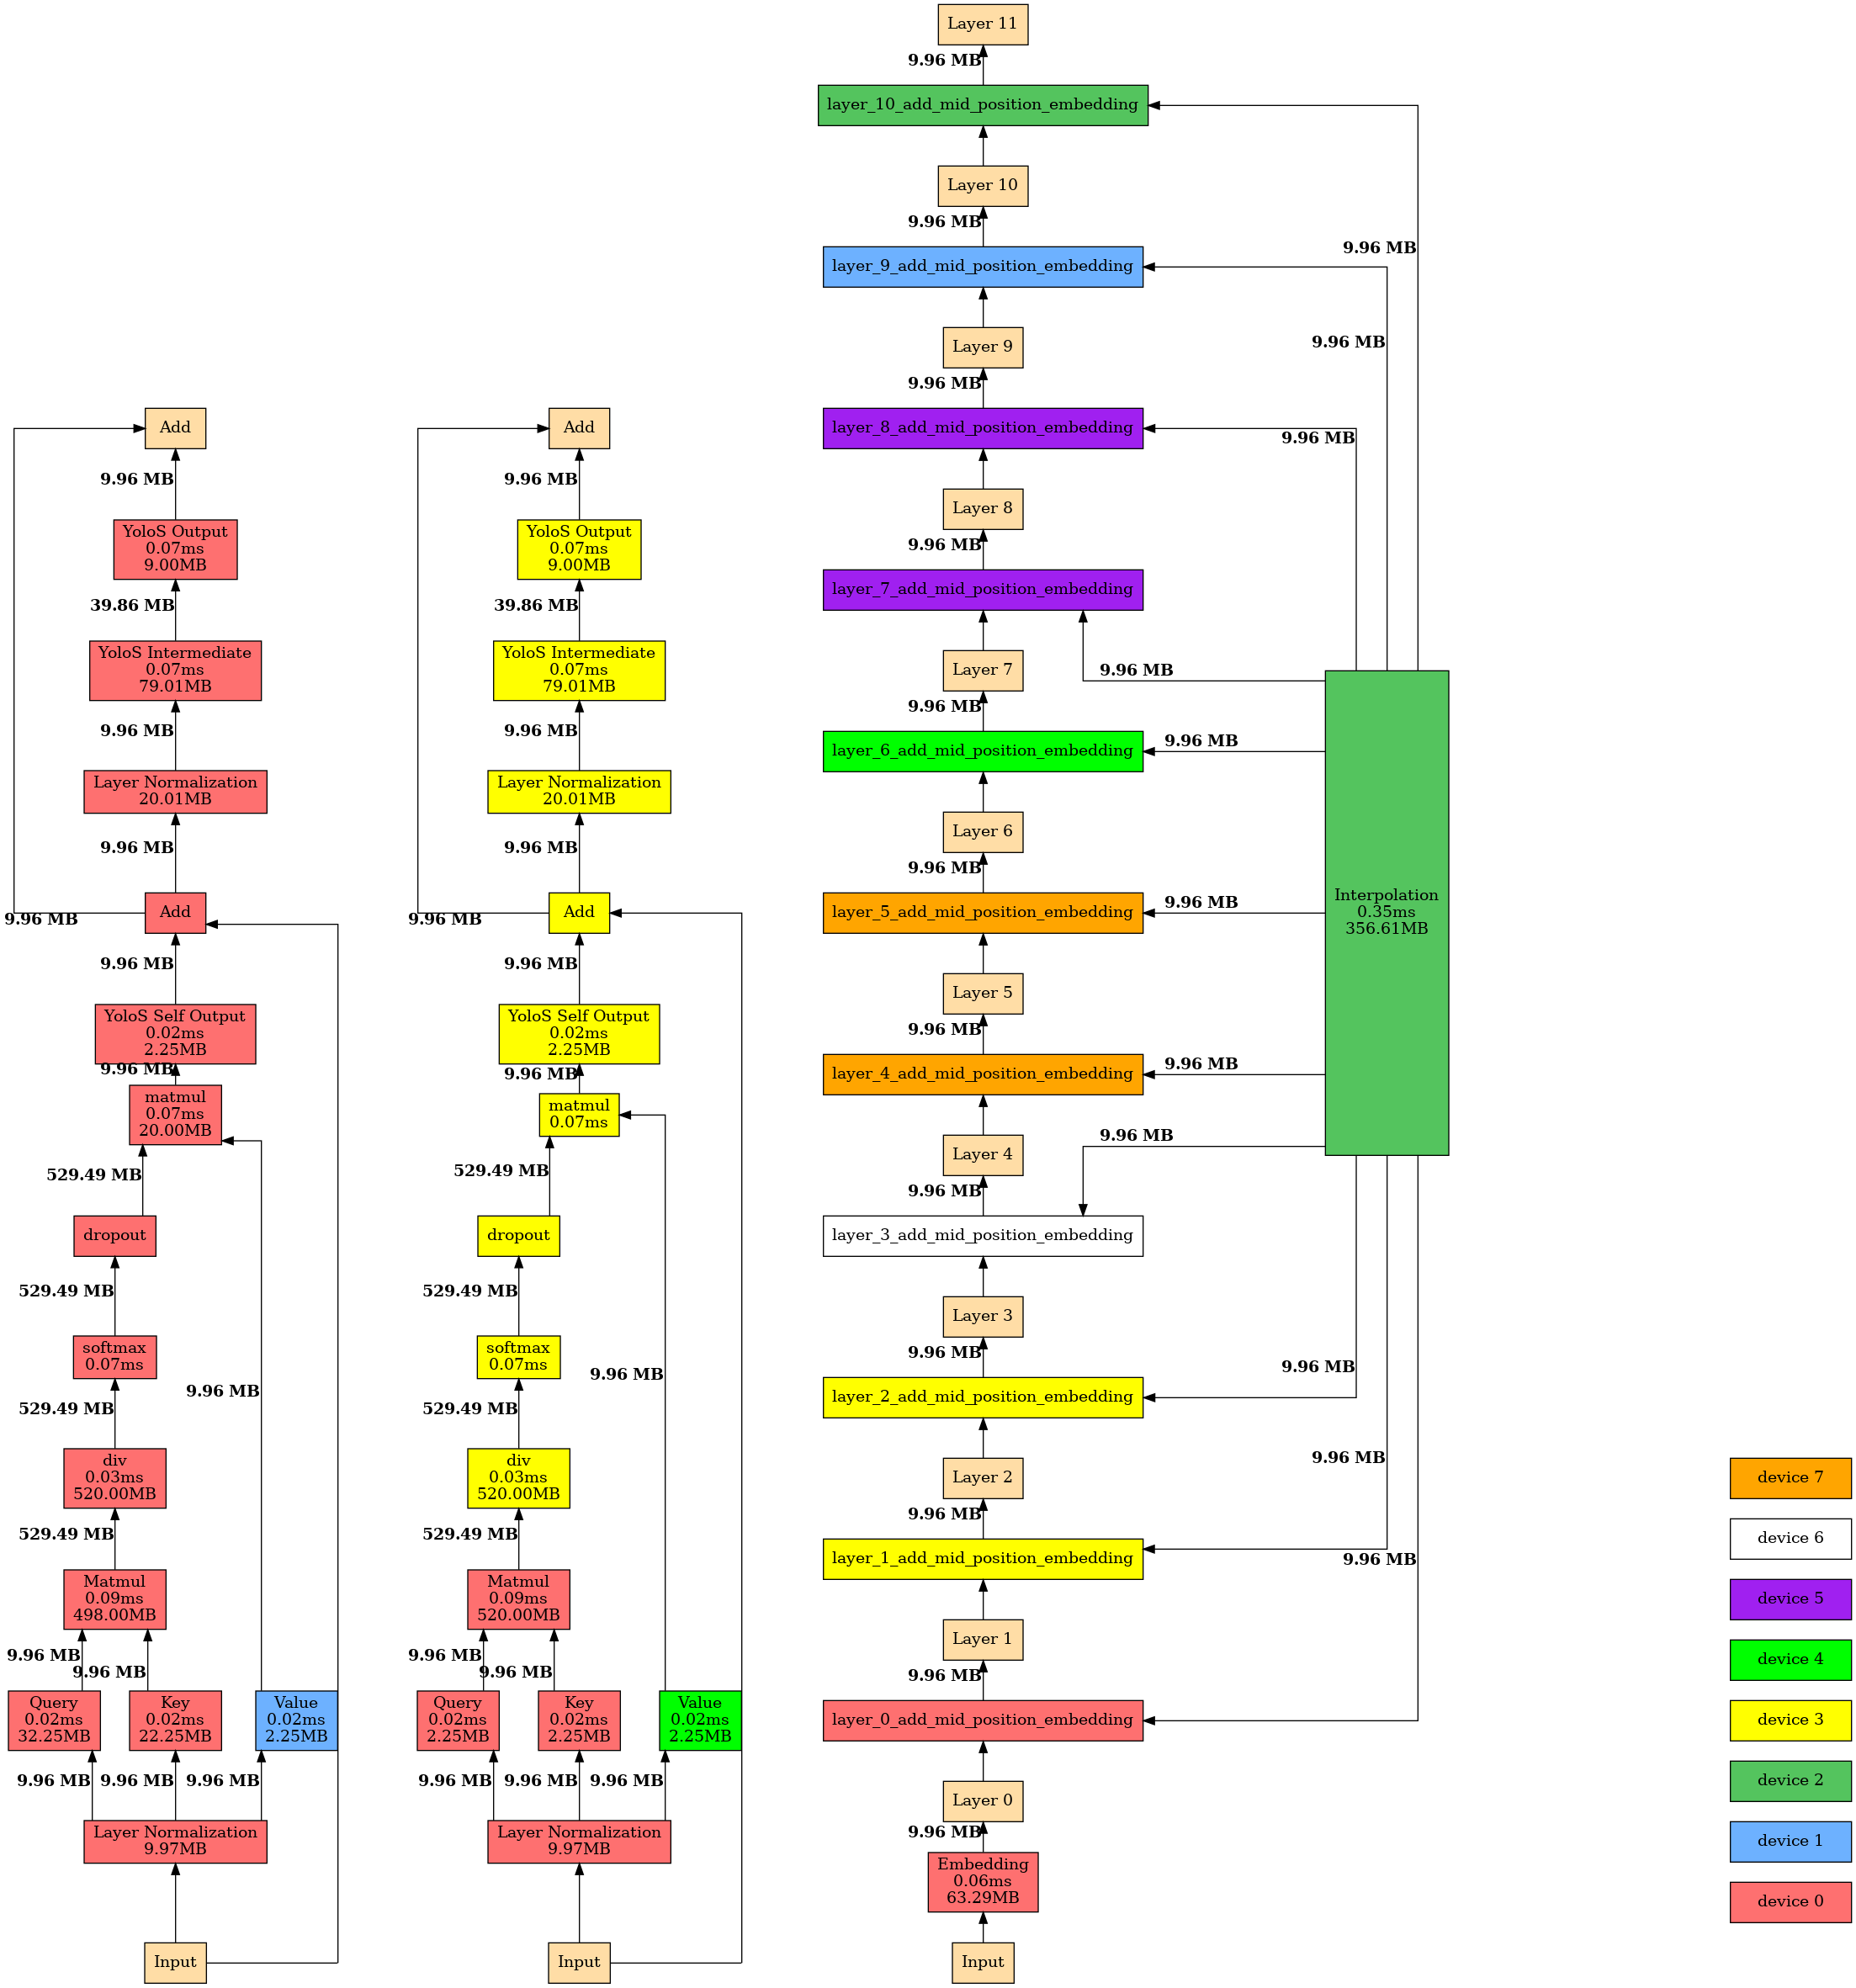 Add
9.96 MB
YoloS Output
0.07ms
9.00MB
39.86 MB
YoloS Intermediate
0.07ms
79.01MB
9.96 MB
Layer Normalization
20.01MB
9.96 MB
Add
9.96 MB
9.96 MB
YoloS Self Output
0.02ms
2.25MB
9.96 MB
matmul
0.07ms
20.00MB
529.49 MB
dropout
529.49 MB
softmax
0.07ms
529.49 MB
9.96 MB
div
0.03ms
520.00MB
529.49 MB
Matmul
0.09ms
498.00MB
9.96 MB
9.96 MB
Query
0.02ms
32.25MB
Key
0.02ms
22.25MB
Value
0.02ms
2.25MB
9.96 MB
9.96 MB
9.96 MB
Layer Normalization
9.97MB
Input
Add
9.96 MB
YoloS Output
0.07ms
9.00MB
39.86 MB
YoloS Intermediate
0.07ms
79.01MB
9.96 MB
Layer Normalization
20.01MB
9.96 MB
Add
9.96 MB
9.96 MB
YoloS Self Output
0.02ms
2.25MB
9.96 MB
matmul
0.07ms
529.49 MB
dropout
529.49 MB
softmax
0.07ms
9.96 MB
529.49 MB
div
0.03ms
520.00MB
529.49 MB
Matmul
0.09ms
520.00MB
9.96 MB
9.96 MB
Query
0.02ms
2.25MB
Key
0.02ms
2.25MB
Value
0.02ms
2.25MB
9.96 MB
9.96 MB
9.96 MB
Layer Normalization
9.97MB
Input
Layer 11
9.96 MB
layer_10_add_mid_position_embedding
Layer 10
9.96 MB
9.96 MB
layer_9_add_mid_position_embedding
9.96 MB
Layer 9
9.96 MB
layer_8_add_mid_position_embedding
9.96 MB
Layer 8
9.96 MB
layer_7_add_mid_position_embedding
Layer 7
9.96 MB
9.96 MB
layer_6_add_mid_position_embedding
9.96 MB
Layer 6
9.96 MB
layer_5_add_mid_position_embedding
9.96 MB
Interpolation
0.35ms
356.61MB
Layer 5
9.96 MB
layer_4_add_mid_position_embedding
9.96 MB
Layer 4
9.96 MB
9.96 MB
layer_3_add_mid_position_embedding
Layer 3
9.96 MB
9.96 MB
layer_2_add_mid_position_embedding
9.96 MB
Layer 2
9.96 MB
layer_1_add_mid_position_embedding
9.96 MB
Layer 1
9.96 MB
layer_0_add_mid_position_embedding
Layer 0
9.96 MB
Embedding
0.06ms
63.29MB
Input
device 7
device 6
device 5
device 4
device 3
device 2
device 1
device 0